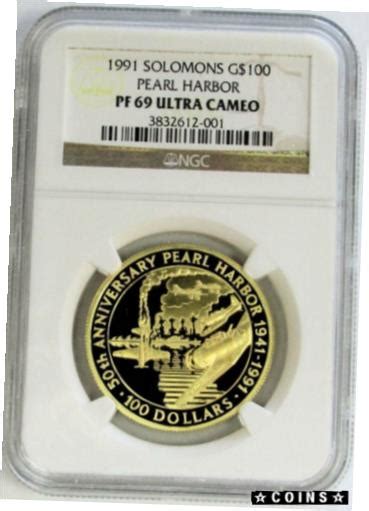 1991 SOLOMONS G$100
PEARL HARBOR
PF 69 ULTRA CAMEO
3832612-001
NGC
50th ANNIVERSARY PEARL HARBOR 1941-1991
· 100 DOLLARS ·
☆ COINS ☆